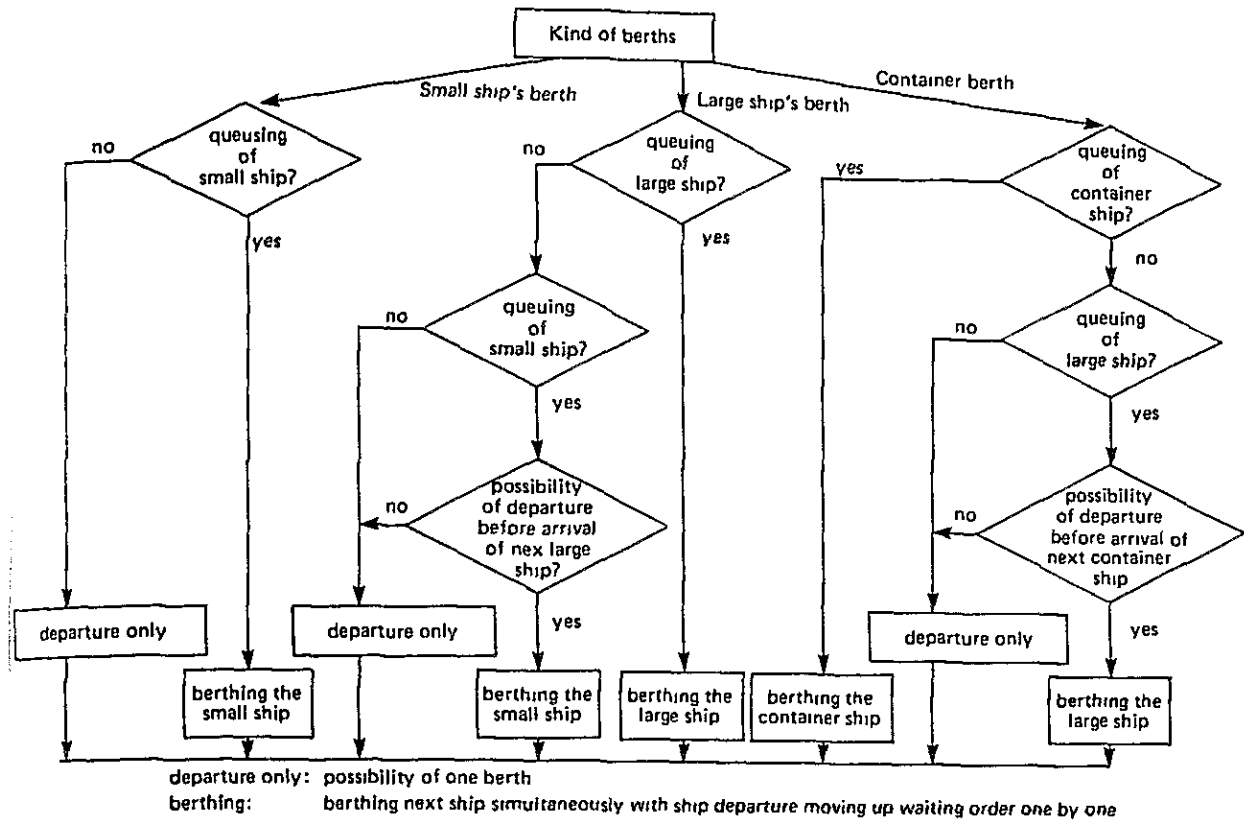 Kind of berths
Small ship's berth
Large ship's berth
Container berth
queusing
of
small ship?
no
yes
queuing
of
large ship?
no
yes
queuing
of
container
ship?
yes
no
queuing
of
small ship?
no
yes
queuing
of
large ship?
no
yes
possibility
of departure
before arrival
of nex large
ship?
no
yes
possibility
of departure
before arrival of
next container
ship
no
yes
departure only
departure only
departure only
berthing the
small ship
berthing the
small ship
berthing the
large ship
berthing the
container ship
berthing the
large ship
departure only: possibility of one berth
berthing: berthing next ship simultaneously with ship departure moving up waiting order one by one